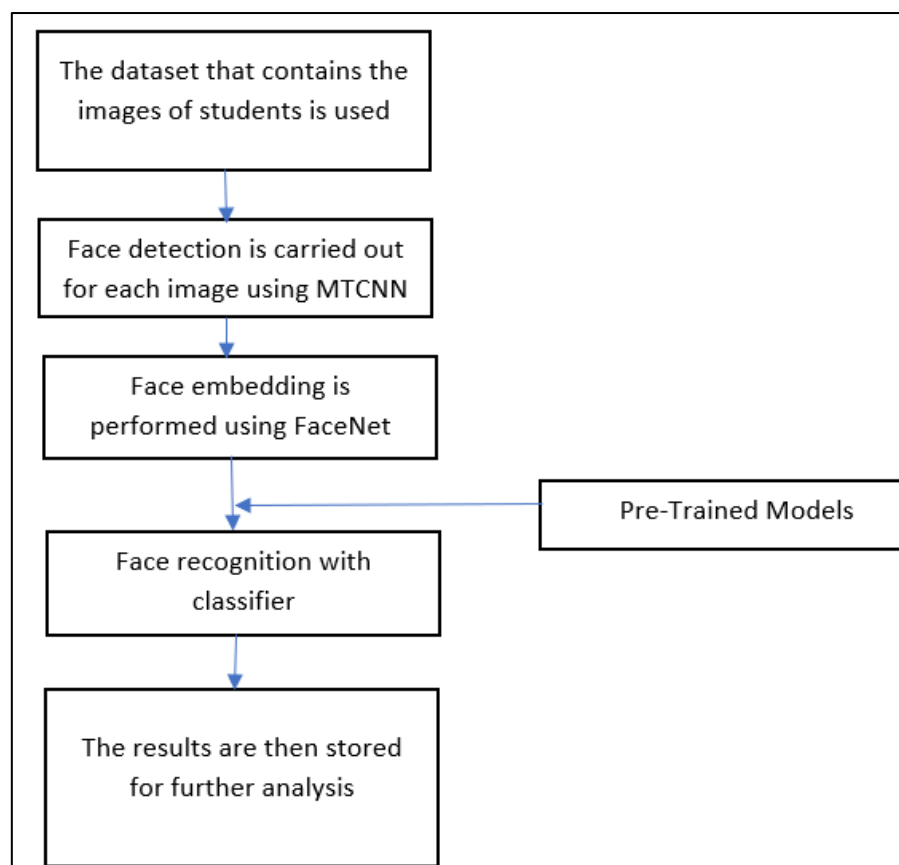 The dataset that contains the
images of students is used
Face detection is carried out
for each image using MTCNN
Face embedding is
performed using FaceNet
Pre-Trained Models
Face recognition with
classifier
The results are then stored
for further analysis